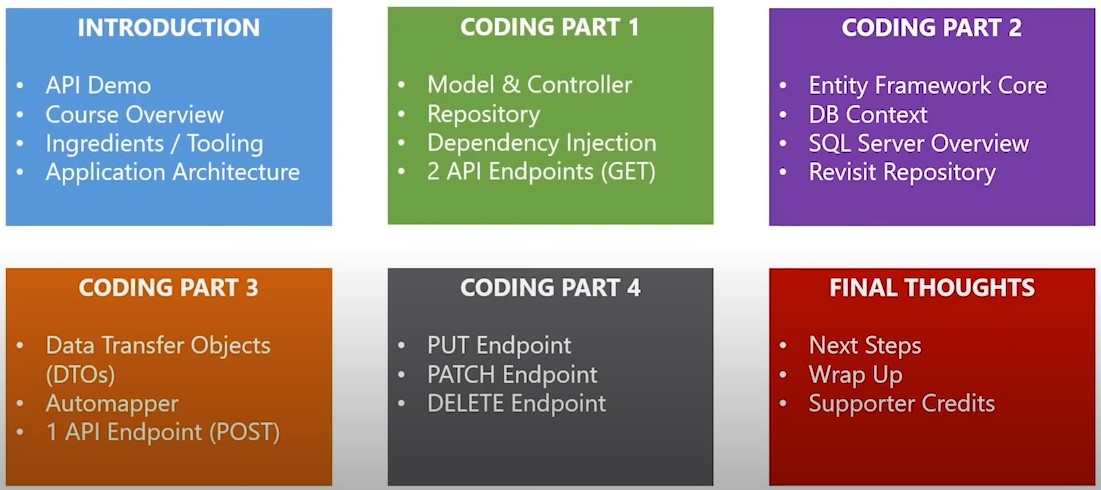 INTRODUCTION
• API Demo
• Course Overview
• Ingredients / Tooling
• Application Architecture
CODING PART 1
• Model & Controller
• Repository
• Dependency Injection
• 2 API Endpoints (GET)
CODING PART 2
• Entity Framework Core
• DB Context
• SQL Server Overview
• Revisit Repository
CODING PART 3
• Data Transfer Objects
(DTOs)
• Automapper
• 1 API Endpoint (POST)
CODING PART 4
• PUT Endpoint
• PATCH Endpoint
• DELETE Endpoint
FINAL THOUGHTS
• Next Steps
• Wrap Up
• Supporter Credits